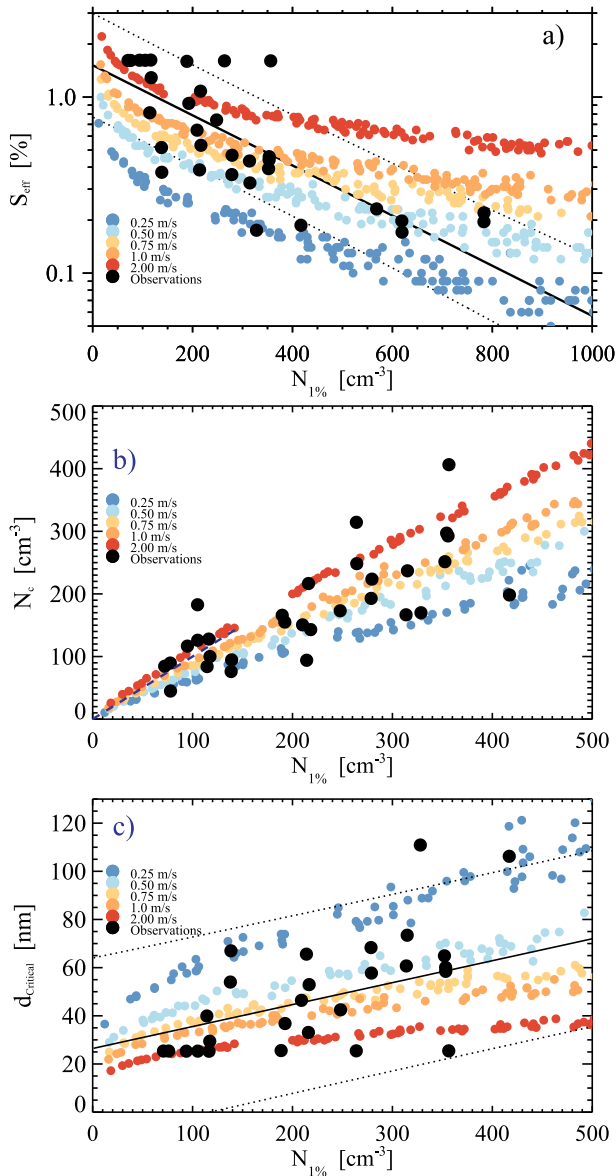 a)
S_eff [%]
1.0
0.1
0.25 m/s
0.50 m/s
0.75 m/s
1.0 m/s
2.00 m/s
Observations
0 200 400 600 800 1000
N_1% [cm^-3]
b)
N_c [cm^-3]
500
400
300
200
100
0
0.25 m/s
0.50 m/s
0.75 m/s
1.0 m/s
2.00 m/s
Observations
0 100 200 300 400 500
N_1% [cm^-3]
c)
d_Critical [nm]
120
100
80
60
40
20
0
0.25 m/s
0.50 m/s
0.75 m/s
1.0 m/s
2.00 m/s
Observations
0 100 200 300 400 500
N_1% [cm^-3]